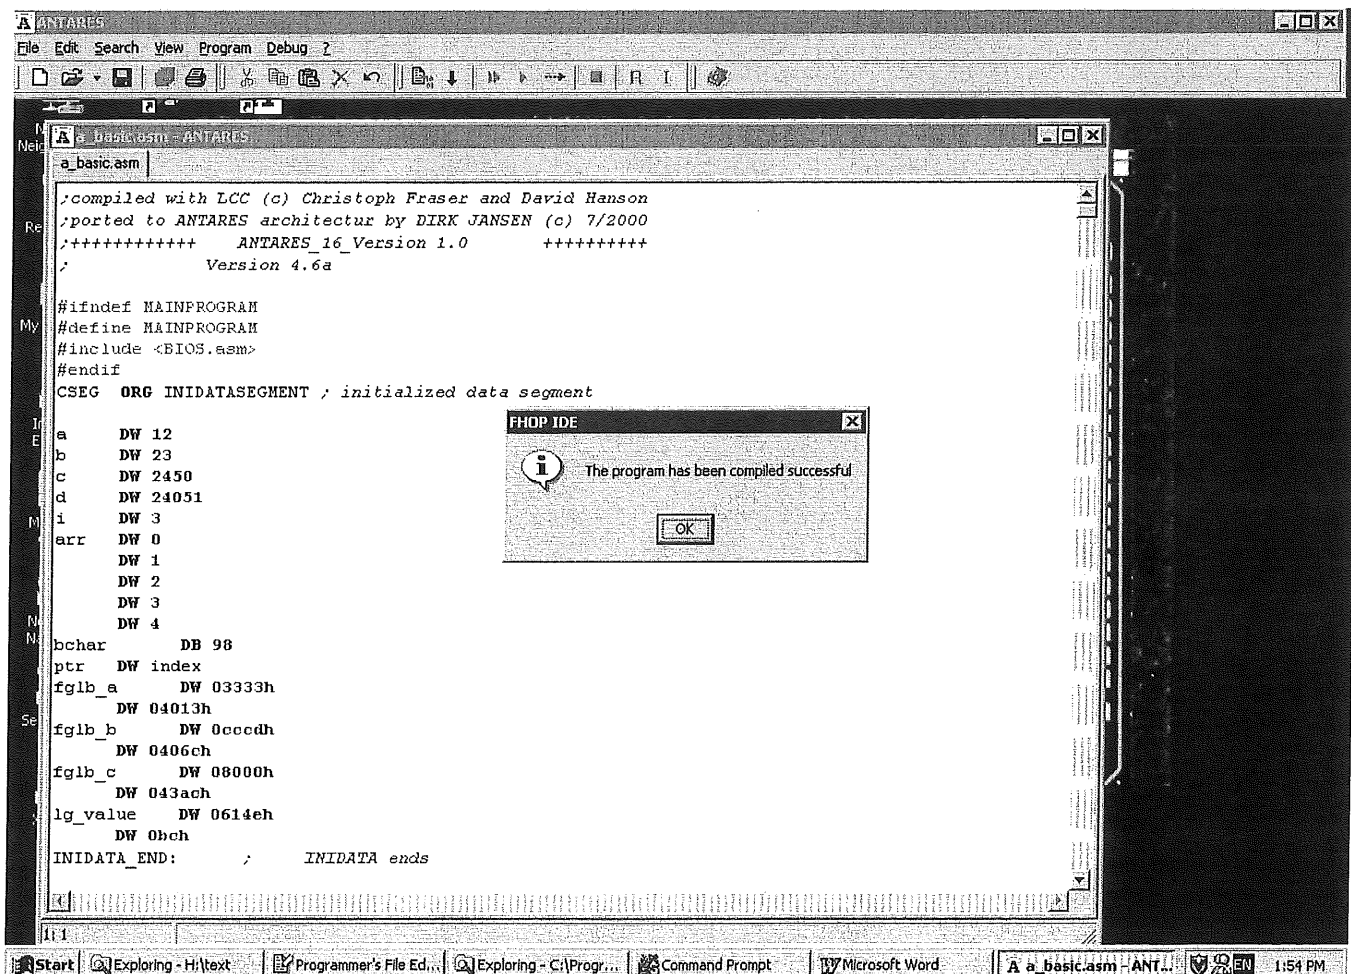 A ANTARES
File Edit Search View Program Debug ?
a_basic.asm - ANTARES
a_basic.asm
;compiled with LCC (c) Christoph Fraser and David Hanson
;ported to ANTARES architectur by DIRK JANSEN (c) 7/2000
;++++++++++++ ANTARES_16_Version 1.0 ++++++++++
; Version 4.6a
#ifndef MAINPROGRAM
#define MAINPROGRAM
#include <BIOS.asm>
#endif
CSEG ORG INIDATASEGMENT ; initialized data segment
a DW 12
b DW 23
c DW 2450
d DW 24051
i DW 3
arr DW 0
DW 1
DW 2
DW 3
DW 4
bchar DB 98
ptr DW index
fglb_a DW 03333h
DW 04013h
fglb_b DW 0cccdh
DW 0406ch
fglb_c DW 08000h
DW 043ach
lg_value DW 0614eh
DW 0bch
INIDATA_END: ; INIDATA ends
FHOP IDE
The program has been compiled successful
OK
1: 1
Start Exploring - H:\text Programmer's File Ed... Exploring - C:\Progr... Command Prompt Microsoft Word A a_basic.asm - ANT... EN 1:54 PM